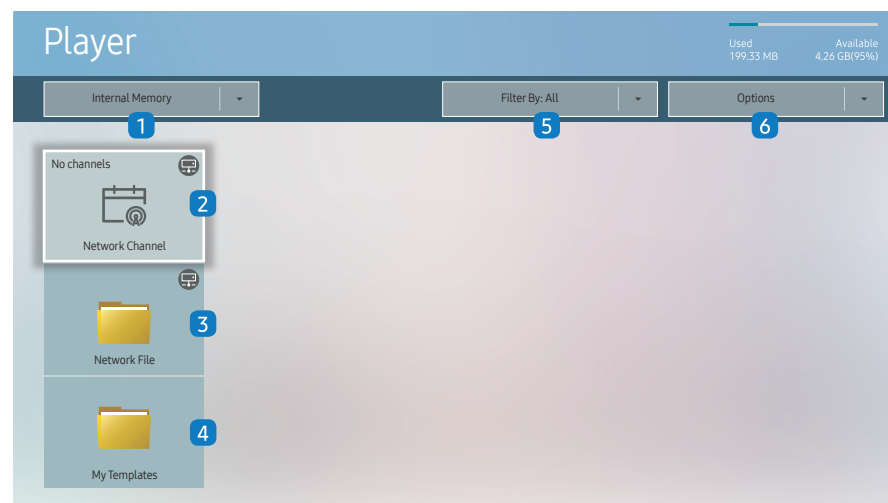 Player
Used
Available
199.33 MB
4.26 GB(95%)
Internal Memory
Filter By: All
Options
1
5
6
No channels
2
Network Channel
3
Network File
4
My Templates